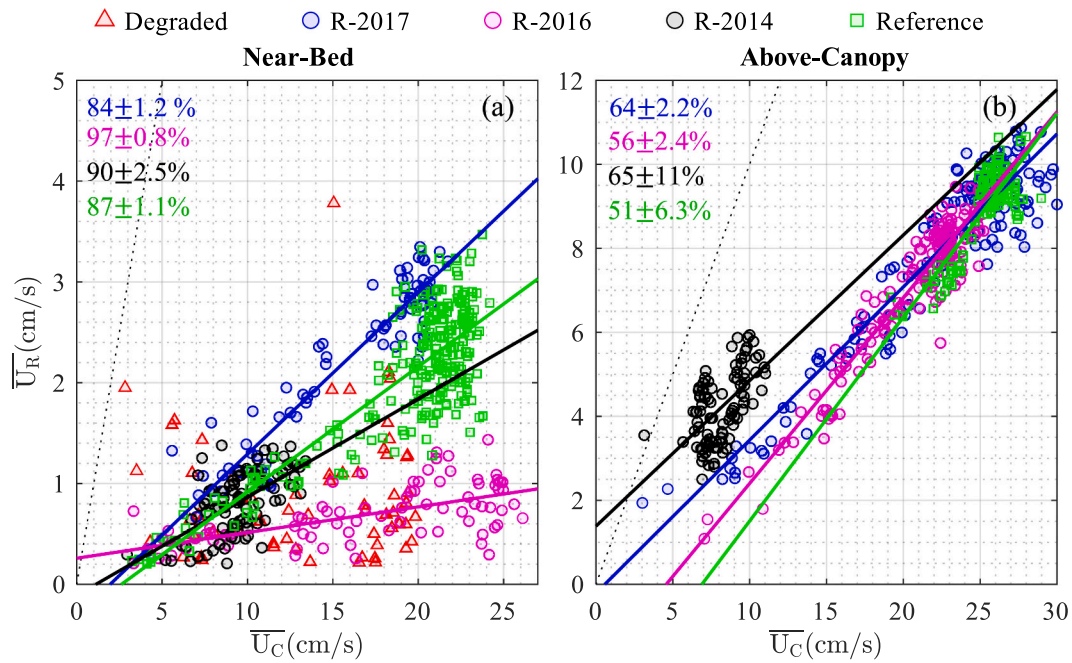 Degraded R-2017 R-2016 R-2014 Reference
Near-Bed Above-Canopy
(a)
84±1.2 %
97±0.8%
90±2.5%
87±1.1%
5
4
3
2
1
0
U̅R̅(cm/s)
0 5 10 15 20 25
U̅C̅(cm/s)
(b)
64±2.2%
56±2.4%
65±11%
51±6.3%
12
10
8
6
4
2
0
0 5 10 15 20 25 30
U̅C̅(cm/s)